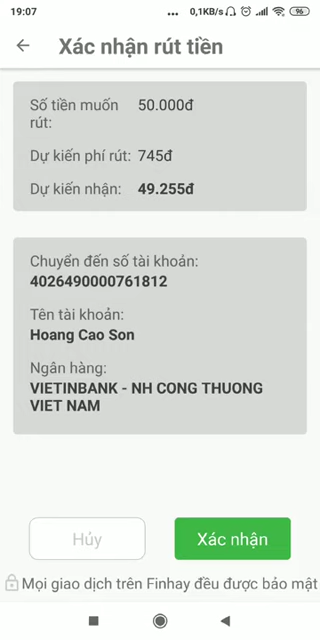 19:07 ... 0,1KB/s 96
Xác nhận rút tiền
Số tiền muốn 50.000đ
rút:
Dự kiến phí rút: 745đ
Dự kiến nhận: 49.255đ
Chuyển đến số tài khoản:
4026490000761812
Tên tài khoản:
Hoang Cao Son
Ngân hàng:
VIETINBANK - NH CONG THUONG
VIET NAM
Hủy Xác nhận
Mọi giao dịch trên Finhay đều được bảo mật